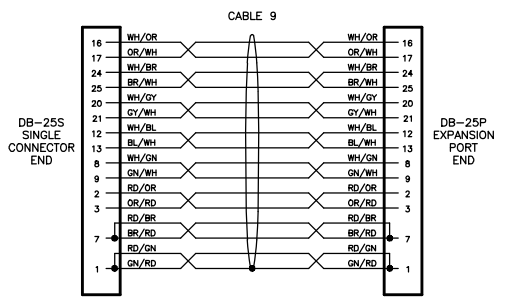 CABLE 9
16 WH/OR WH/OR 16
17 OR/WH OR/WH 17
24 WH/BR WH/BR 24
25 BR/WH BR/WH 25
20 WH/GY WH/GY 20
21 GY/WH GY/WH 21
12 WH/BL WH/BL 12
13 BL/WH BL/WH 13
8 WH/GN WH/GN 8
9 GN/WH GN/WH 9
2 RD/OR RD/OR 2
3 OR/RD OR/RD 3
RD/BR RD/BR
7 BR/RD BR/RD 7
RD/GN RD/GN
1 GN/RD GN/RD 1
DB-25S
SINGLE
CONNECTOR
END
DB-25P
EXPANSION
PORT
END